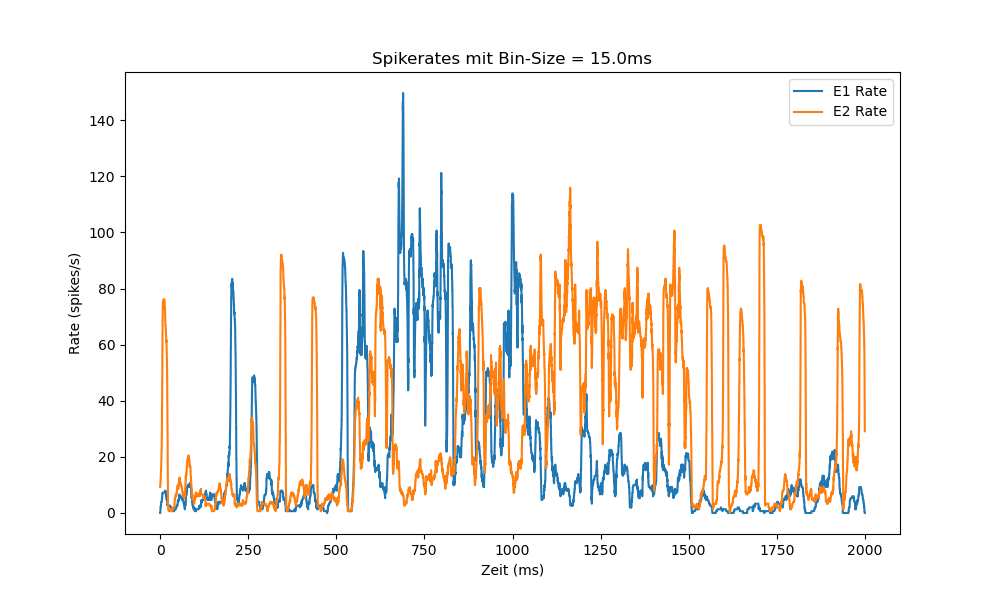 Spikerates mit Bin-Size = 15.0ms
E1 Rate
E2 Rate
140
120
100
80
60
40
20
0
Rate (spikes/s)
0 250 500 750 1000 1250 1500 1750 2000
Zeit (ms)